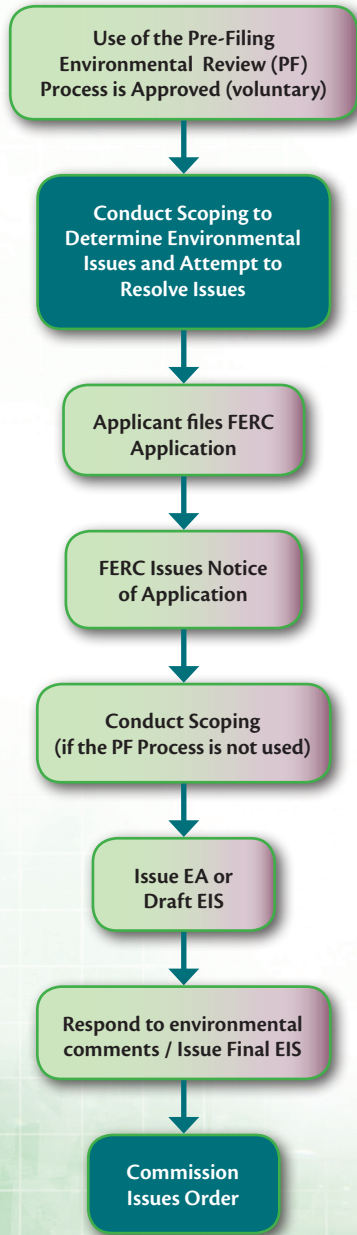 Use of the Pre-Filing
Environmental Review (PF)
Process is Approved (voluntary)
Conduct Scoping to
Determine Environmental
Issues and Attempt to
Resolve Issues
Applicant files FERC
Application
FERC Issues Notice
of Application
Conduct Scoping
(if the PF Process is not used)
Issue EA or
Draft EIS
Respond to environmental
comments / Issue Final EIS
Commission
Issues Order